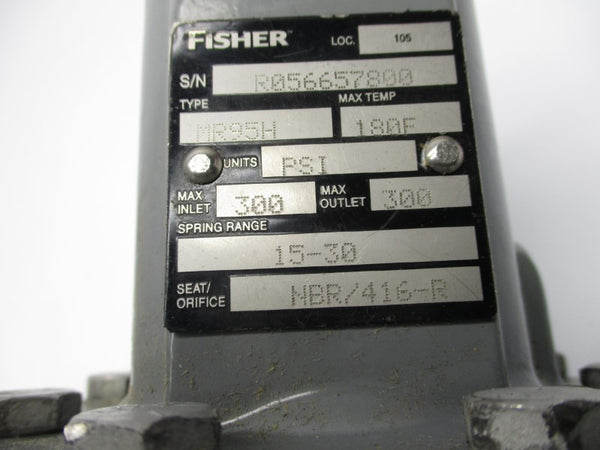 FISHER LOC. 105
S/N R056657800
TYPE MAX TEMP
MR95H 180F
UNITS PSI
MAX INLET 300 MAX OUTLET 300
SPRING RANGE
15-30
SEAT/ORIFICE NBR/416-R